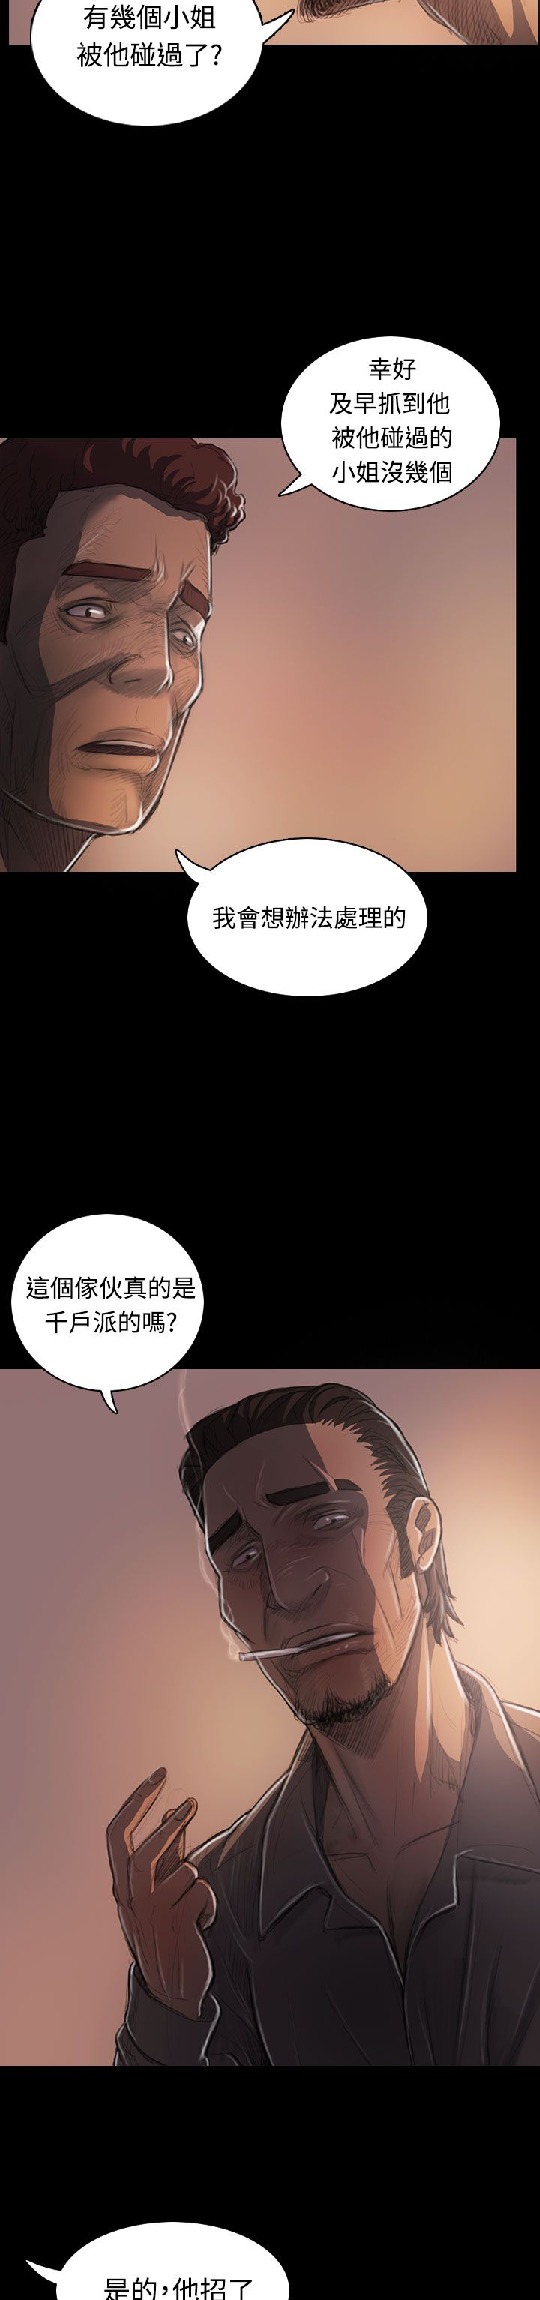 有幾個小姐
被他碰過了?
幸好
及早抓到他
被他碰過的
小姐沒幾個
我會想辦法處理的
這個傢伙真的是
千戶派的嗎?
是的，他招了